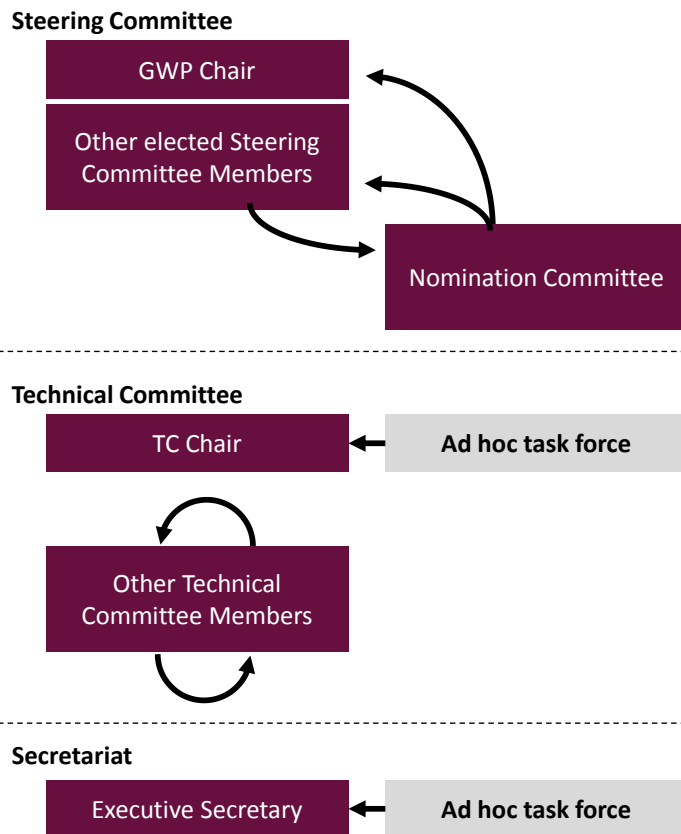 Steering Committee
GWP Chair
Other elected Steering
Committee Members
Nomination Committee
Technical Committee
TC Chair
Ad hoc task force
Other Technical
Committee Members
Secretariat
Executive Secretary
Ad hoc task force